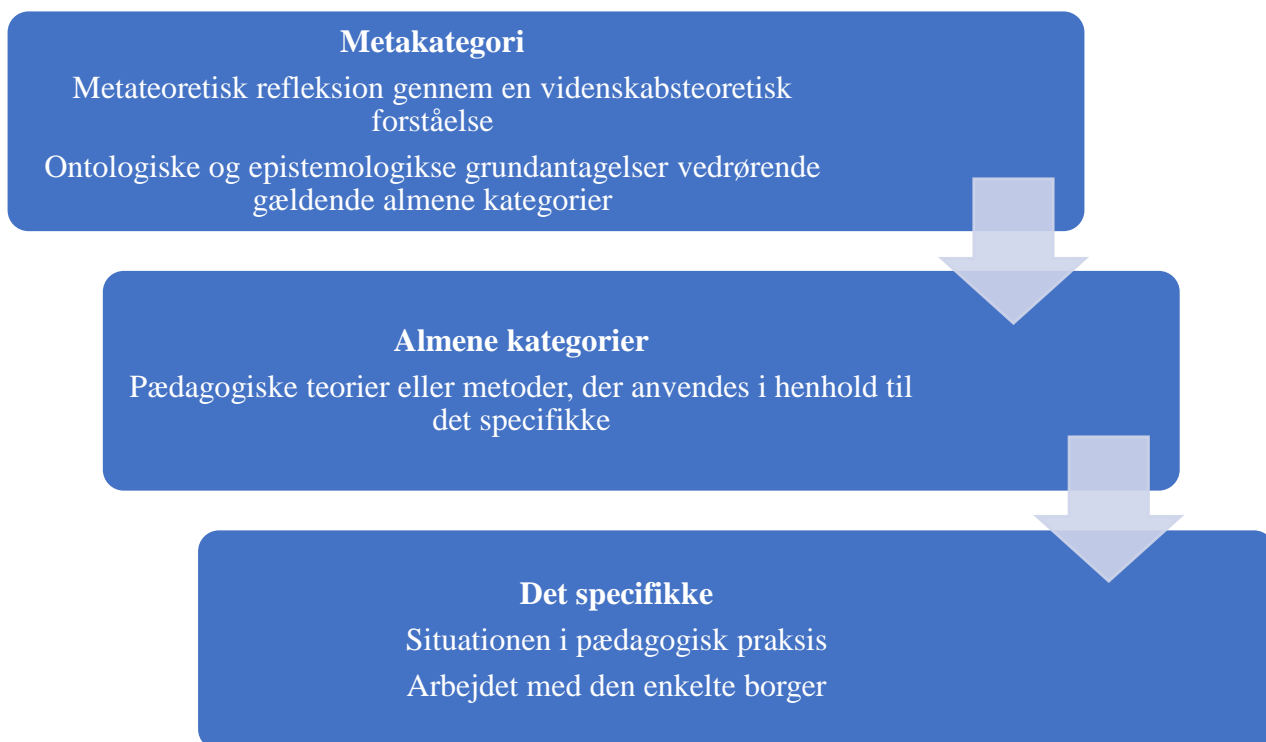 Metakategori
Metateoretisk refleksion gennem en videnskabsteoretisk
forståelse
Ontologiske og epistemologikse grundantagelser vedrørende
gældende almene kategorier
Almene kategorier
Pædagogiske teorier eller metoder, der anvendes i henhold til
det specifikke
Det specifikke
Situationen i pædagogisk praksis
Arbejdet med den enkelte borger